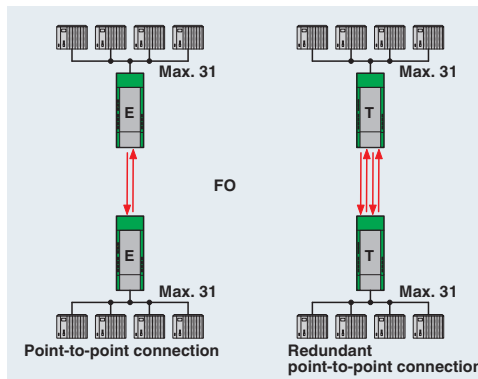 Max. 31
Max. 31
E
T
FO
E
T
Max. 31
Max. 31
Point-to-point connection
Redundant
point-to-point connection